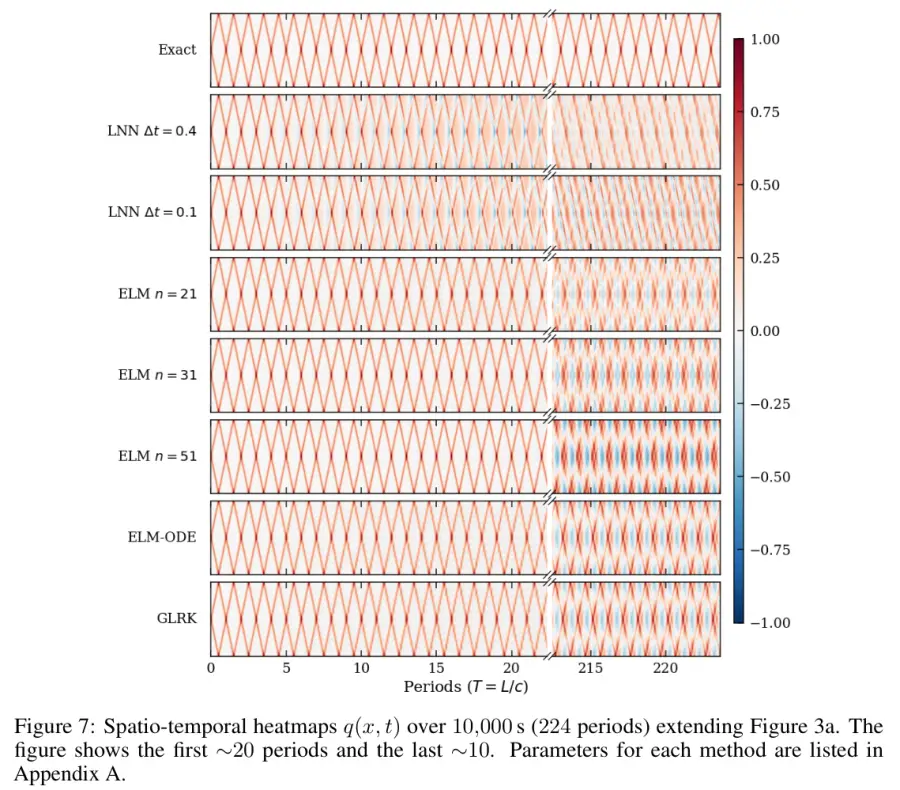 Exact
LNN Δt = 0.4
LNN Δt = 0.1
ELM n = 21
ELM n = 31
ELM n = 51
ELM-ODE
GLRK
0 5 10 15 20 215 220
Periods (T = L/c)
1.00
0.75
0.50
0.25
0.00
−0.25
−0.50
−0.75
−1.00
Figure 7: Spatio-temporal heatmaps q(x, t) over 10,000 s (224 periods) extending Figure 3a. The
figure shows the first ∼20 periods and the last ∼10. Parameters for each method are listed in
Appendix A.